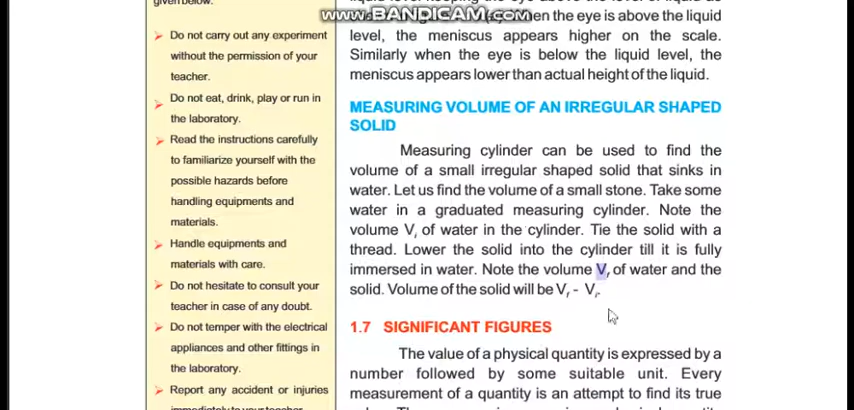 given below.
➢ Do not carry out any experiment
without the permission of your
teacher.
➢ Do not eat, drink, play or run in
the laboratory.
➢ Read the instructions carefully
to familiarize yourself with the
possible hazards before
handling equipments and
materials.
➢ Handle equipments and
materials with care.
➢ Do not hesitate to consult your
teacher in case of any doubt.
➢ Do not temper with the electrical
appliances and other fittings in
the laboratory.
➢ Report any accident or injuries
immediately to your teacher.
www.BANDICAM.com
when the eye is above the liquid
level, the meniscus appears higher on the scale.
Similarly when the eye is below the liquid level, the
meniscus appears lower than actual height of the liquid.
MEASURING VOLUME OF AN IRREGULAR SHAPED
SOLID
Measuring cylinder can be used to find the
volume of a small irregular shaped solid that sinks in
water. Let us find the volume of a small stone. Take some
water in a graduated measuring cylinder. Note the
volume Vi of water in the cylinder. Tie the solid with a
thread. Lower the solid into the cylinder till it is fully
immersed in water. Note the volume Vf of water and the
solid. Volume of the solid will be Vf - Vi.
1.7 SIGNIFICANT FIGURES
The value of a physical quantity is expressed by a
number followed by some suitable unit. Every
measurement of a quantity is an attempt to find its true